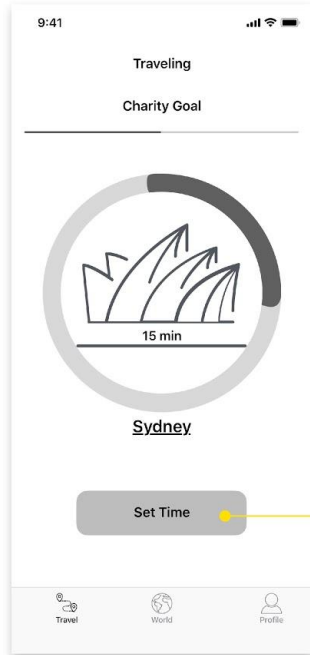 9:41
Traveling
Charity Goal
15 min
Sydney
Set Time
Travel World Profile